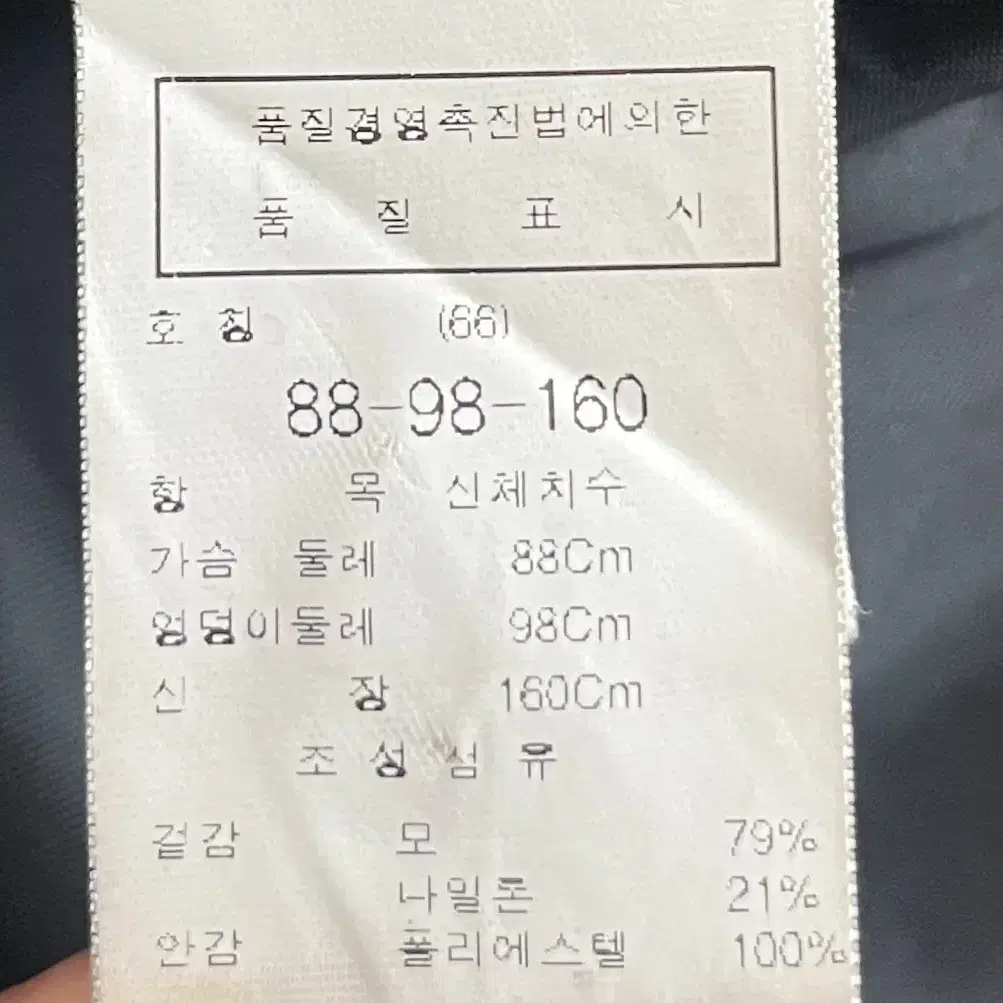 품질경영촉진법에의한
품 질 표 시
호 칭 (66)
88-98-160
항 목 신체치수
가슴 둘레 88Cm
엉덩이둘레 98Cm
신 장 160Cm
조 성 섬 유
겉감 모 79%
나일론 21%
안감 폴리에스텔 100%